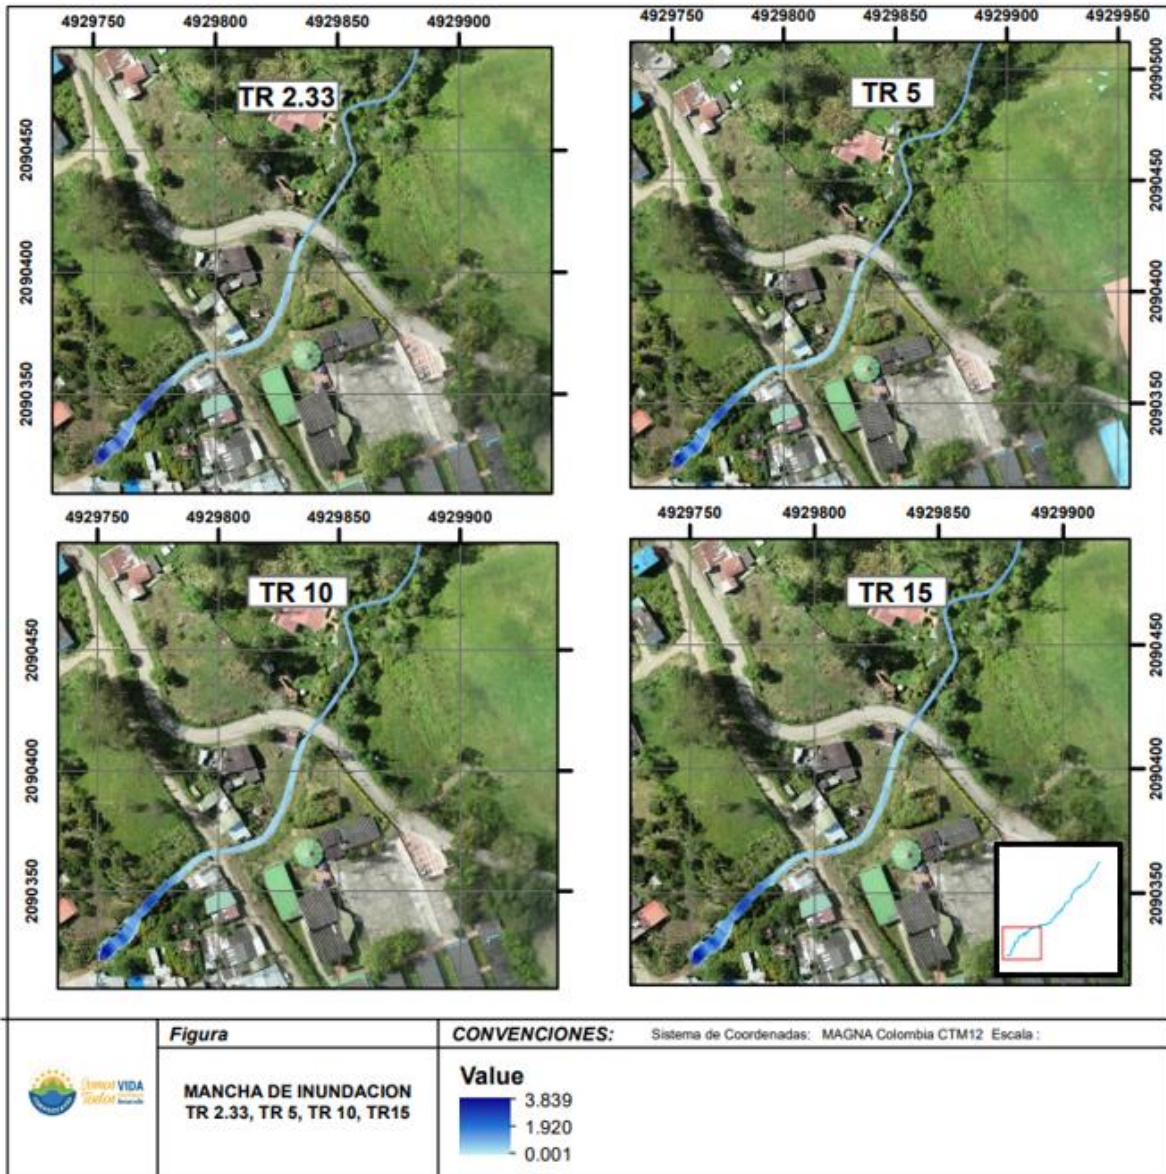 4929750 4929800 4929850 4929900
4929750 4929800 4929850 4929900 4929950
TR 2.33
TR 5
2090450
2090400
2090350
2090500
2090450
2090400
2090350
4929750 4929800 4929850 4929900
4929750 4929800 4929850 4929900
TR 10
TR 15
2090450
2090400
2090350
2090450
2090400
2090350
Figura
CONVENCIONES:
Sistema de Coordenadas: MAGNA Colombia CTM12 Escala :
Somos VIDA
Todos
MANCHA DE INUNDACION
TR 2.33, TR 5, TR 10, TR15
Value
3.839
1.920
0.001